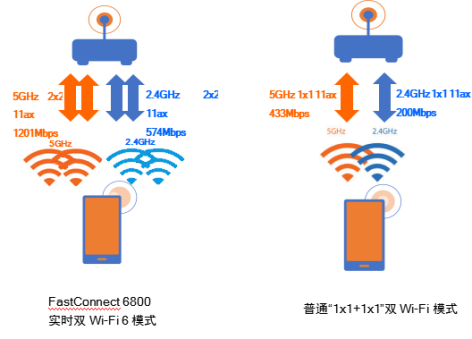 5GHz 2x2
11ax
1201Mbps
2.4GHz 2x2
11ax
574Mbps
5GHz
2.4GHz
FastConnect 6800
实时双 Wi-Fi 6 模式
5GHz 1x1 11ax
433Mbps
2.4GHz 1x1 11ax
200Mbps
5GHz
2.4GHz
普通“1x1+1x1”双 Wi-Fi 模式